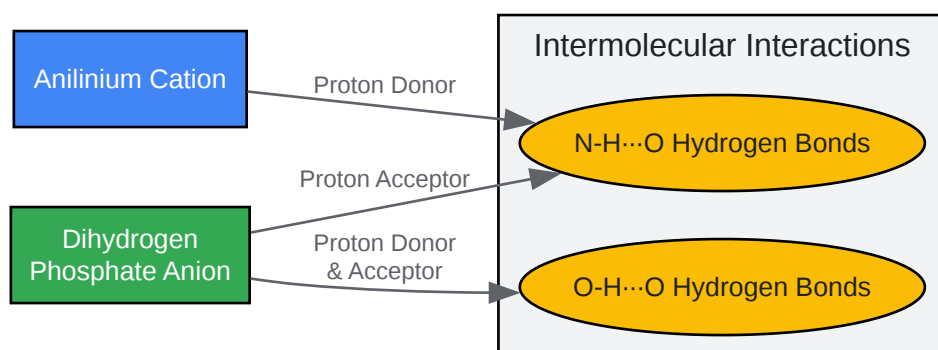 Intermolecular Interactions
Anilinium Cation
Proton Donor
N-H···O Hydrogen Bonds
Proton Acceptor
Dihydrogen
Phosphate Anion
Proton Donor
& Acceptor
O-H···O Hydrogen Bonds